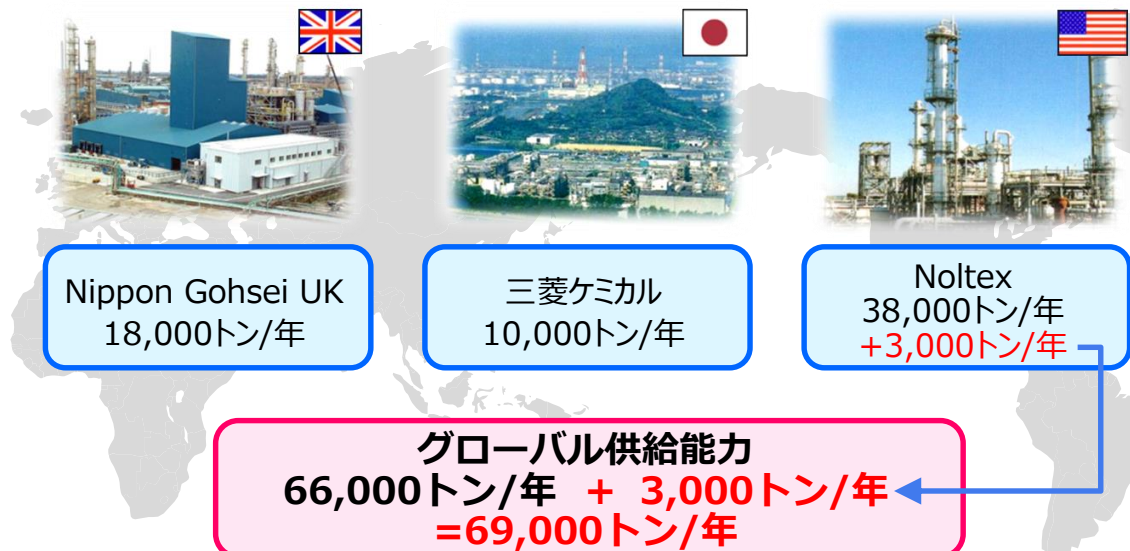 Nippon Gohsei UK
18,000トン/年
三菱ケミカル
10,000トン/年
Noltex
38,000トン/年
+3,000トン/年
グローバル供給能力
66,000トン/年 + 3,000トン/年
=69,000トン/年